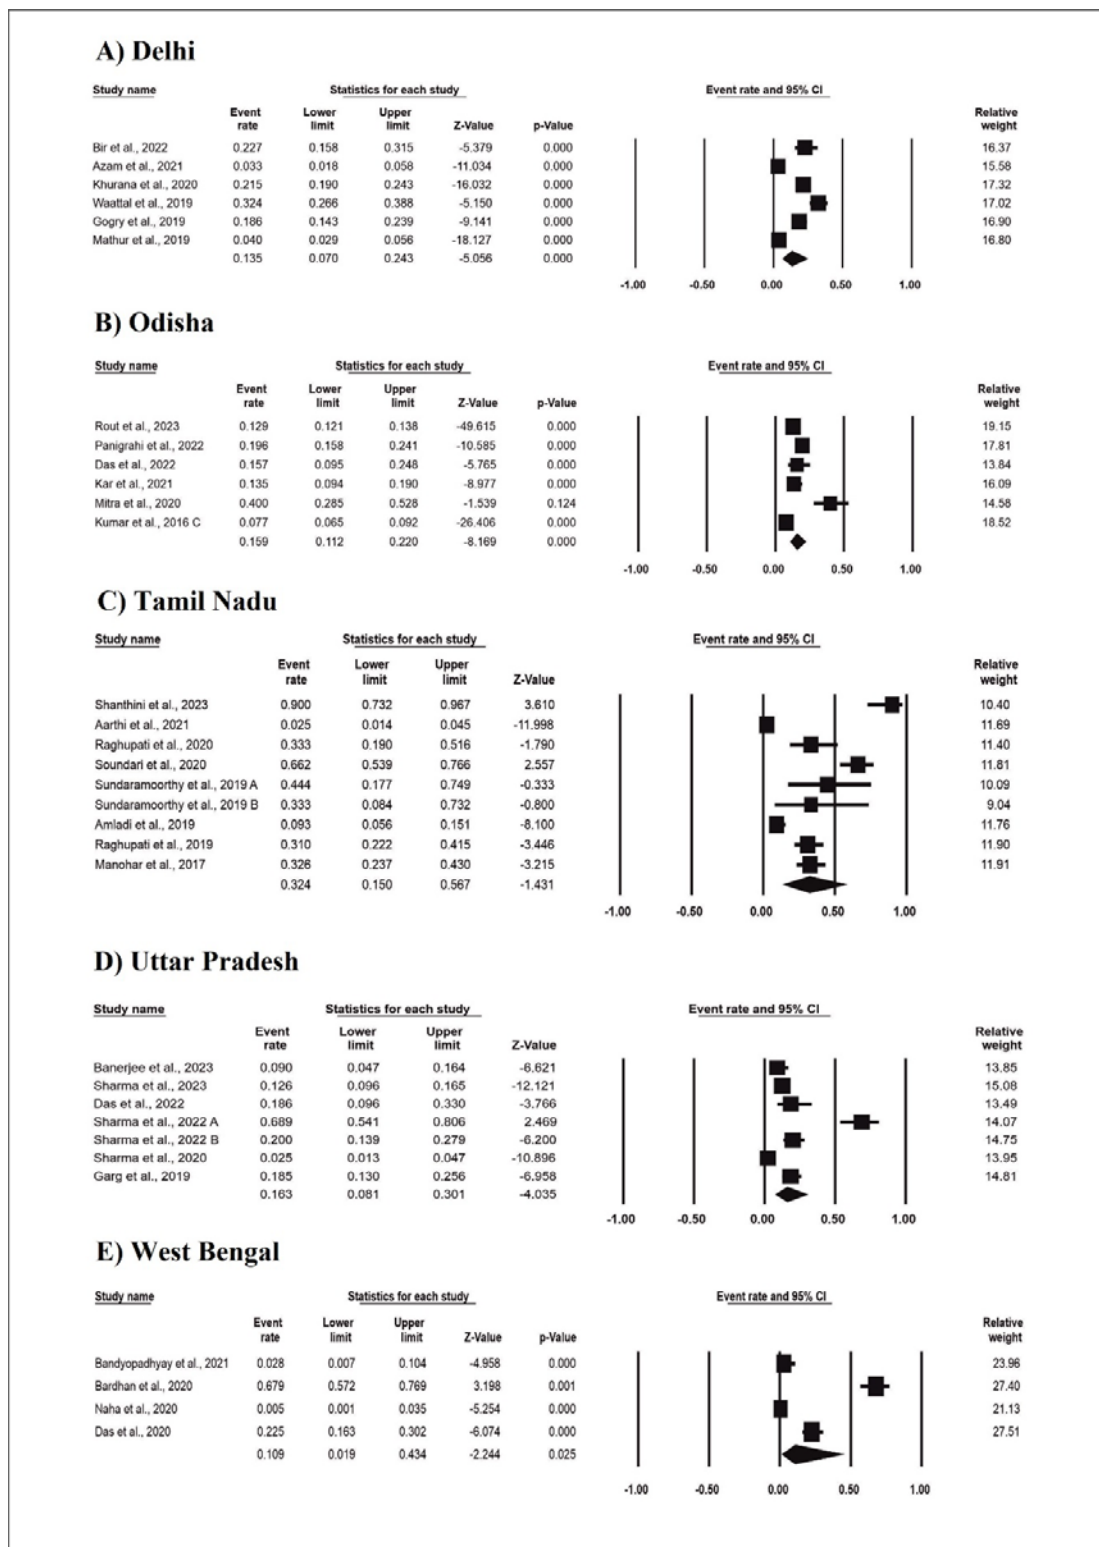 A) Delhi
Study name Statistics for each study Event rate and 95% CI
Event rate Lower limit Upper limit Z-Value p-Value Relative weight
Bir et al., 2022 0.227 0.158 0.315 -5.379 0.000 16.37
Azam et al., 2021 0.033 0.018 0.058 -11.034 0.000 15.58
Khurana et al., 2020 0.215 0.190 0.243 -16.032 0.000 17.32
Waattal et al., 2019 0.324 0.266 0.388 -5.150 0.000 17.02
Gogry et al., 2019 0.186 0.143 0.239 -9.141 0.000 16.90
Mathur et al., 2019 0.040 0.029 0.056 -18.127 0.000 16.80
0.135 0.070 0.243 -5.056 0.000
-1.00 -0.50 0.00 0.50 1.00
B) Odisha
Study name Statistics for each study Event rate and 95% CI
Event rate Lower limit Upper limit Z-Value p-Value Relative weight
Rout et al., 2023 0.129 0.121 0.138 -49.615 0.000 19.15
Panigrahi et al., 2022 0.196 0.158 0.241 -10.585 0.000 17.81
Das et al., 2022 0.157 0.095 0.248 -5.765 0.000 13.84
Kar et al., 2021 0.135 0.094 0.190 -8.977 0.000 16.09
Mitra et al., 2020 0.400 0.285 0.528 -1.539 0.124 14.58
Kumar et al., 2016 C 0.077 0.065 0.092 -26.406 0.000 18.52
0.159 0.112 0.220 -8.169 0.000
-1.00 -0.50 0.00 0.50 1.00
C) Tamil Nadu
Study name Statistics for each study Event rate and 95% CI
Event rate Lower limit Upper limit Z-Value Relative weight
Shanthini et al., 2023 0.900 0.732 0.967 3.610 10.40
Aarthi et al., 2021 0.025 0.014 0.045 -11.998 11.69
Raghupati et al., 2020 0.333 0.190 0.516 -1.790 11.40
Soundari et al., 2020 0.662 0.539 0.766 2.557 11.81
Sundaramoorthy et al., 2019 A 0.444 0.177 0.749 -0.333 10.09
Sundaramoorthy et al., 2019 B 0.333 0.084 0.732 -0.800 9.04
Amladi et al., 2019 0.093 0.056 0.151 -8.100 11.76
Raghupati et al., 2019 0.310 0.222 0.415 -3.446 11.90
Manohar et al., 2017 0.326 0.237 0.430 -3.215 11.91
0.324 0.150 0.567 -1.431
-1.00 -0.50 0.00 0.50 1.00
D) Uttar Pradesh
Study name Statistics for each study Event rate and 95% CI
Event rate Lower limit Upper limit Z-Value Relative weight
Banerjee et al., 2023 0.090 0.047 0.164 -6.621 13.85
Sharma et al., 2023 0.126 0.096 0.165 -12.121 15.08
Das et al., 2022 0.186 0.096 0.330 -3.766 13.49
Sharma et al., 2022 A 0.689 0.541 0.806 2.469 14.07
Sharma et al., 2022 B 0.200 0.139 0.279 -6.200 14.75
Sharma et al., 2020 0.025 0.013 0.047 -10.896 13.95
Garg et al., 2019 0.185 0.130 0.256 -6.958 14.81
0.163 0.081 0.301 -4.035
-1.00 -0.50 0.00 0.50 1.00
E) West Bengal
Study name Statistics for each study Event rate and 95% CI
Event rate Lower limit Upper limit Z-Value p-Value Relative weight
Bandyopadhyay et al., 2021 0.028 0.007 0.104 -4.958 0.000 23.96
Bardhan et al., 2020 0.679 0.572 0.769 3.198 0.001 27.40
Naha et al., 2020 0.005 0.001 0.035 -5.254 0.000 21.13
Das et al., 2020 0.225 0.163 0.302 -6.074 0.000 27.51
0.109 0.019 0.434 -2.244 0.025
-1.00 -0.50 0.00 0.50 1.00